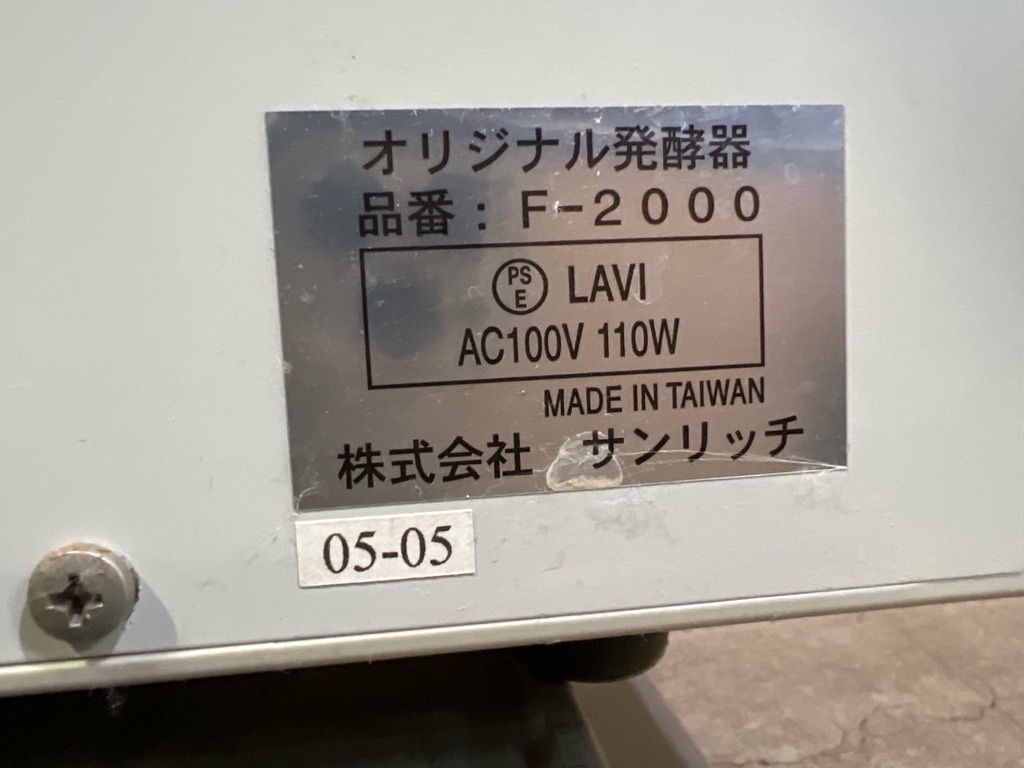 オリジナル発酵器
品番：F-2000
PS E LAVI
AC100V 110W
MADE IN TAIWAN
株式会社 サンリッチ
05-05